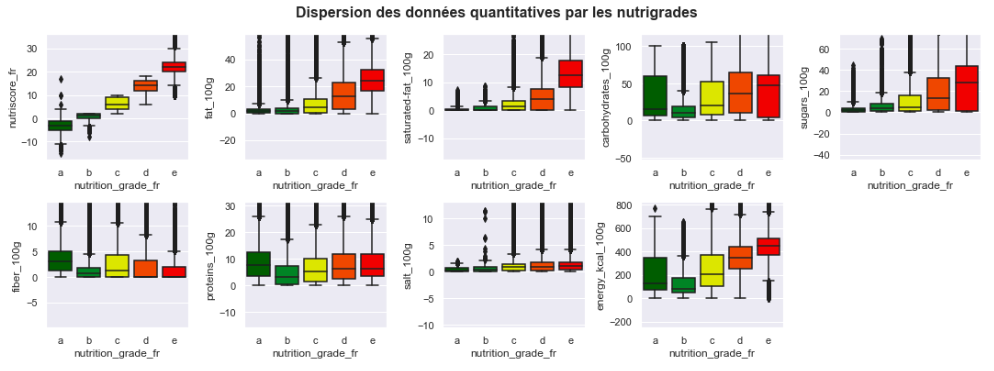 Dispersion des données quantitatives par les nutrigrades
nutriscore_fr
30
20
10
0
−10
a b c d e
nutrition_grade_fr
fat_100g
40
20
0
−20
a b c d e
nutrition_grade_fr
saturated-fat_100g
20
10
0
−10
a b c d e
nutrition_grade_fr
carbohydrates_100g
100
50
0
−50
a b c d e
nutrition_grade_fr
sugars_100g
60
40
20
0
−20
−40
a b c d e
nutrition_grade_fr
fiber_100g
10
5
0
−5
a b c d e
nutrition_grade_fr
proteins_100g
30
20
10
0
−10
a b c d e
nutrition_grade_fr
salt_100g
10
5
0
−5
−10
a b c d e
nutrition_grade_fr
energy_kcal_100g
800
600
400
200
0
−200
a b c d e
nutrition_grade_fr